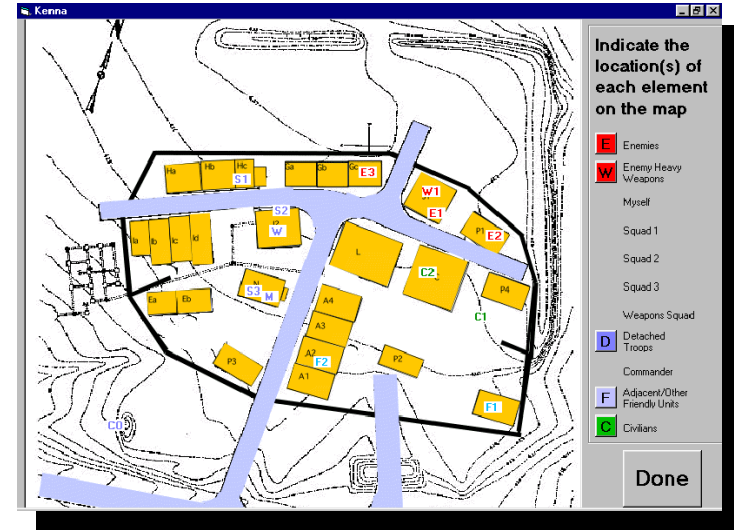 Kenna
Indicate the
location(s) of
each element
on the map
E Enemies
W Enemy Heavy
Weapons
Myself
Squad 1
Squad 2
Squad 3
Weapons Squad
D Detached
Troops
Commander
F Adjacent/Other
Friendly Units
C Civilians
Done
Ha Hb Hc
S1
Ga Gb
E3
W1
E1
S2
W
P1 E2
Ia Ib Ic Id
L
C2
S3 M
P4
Ea Eb
A4
C1
A3
A2
F2
P3
P2
A1
F1
CO